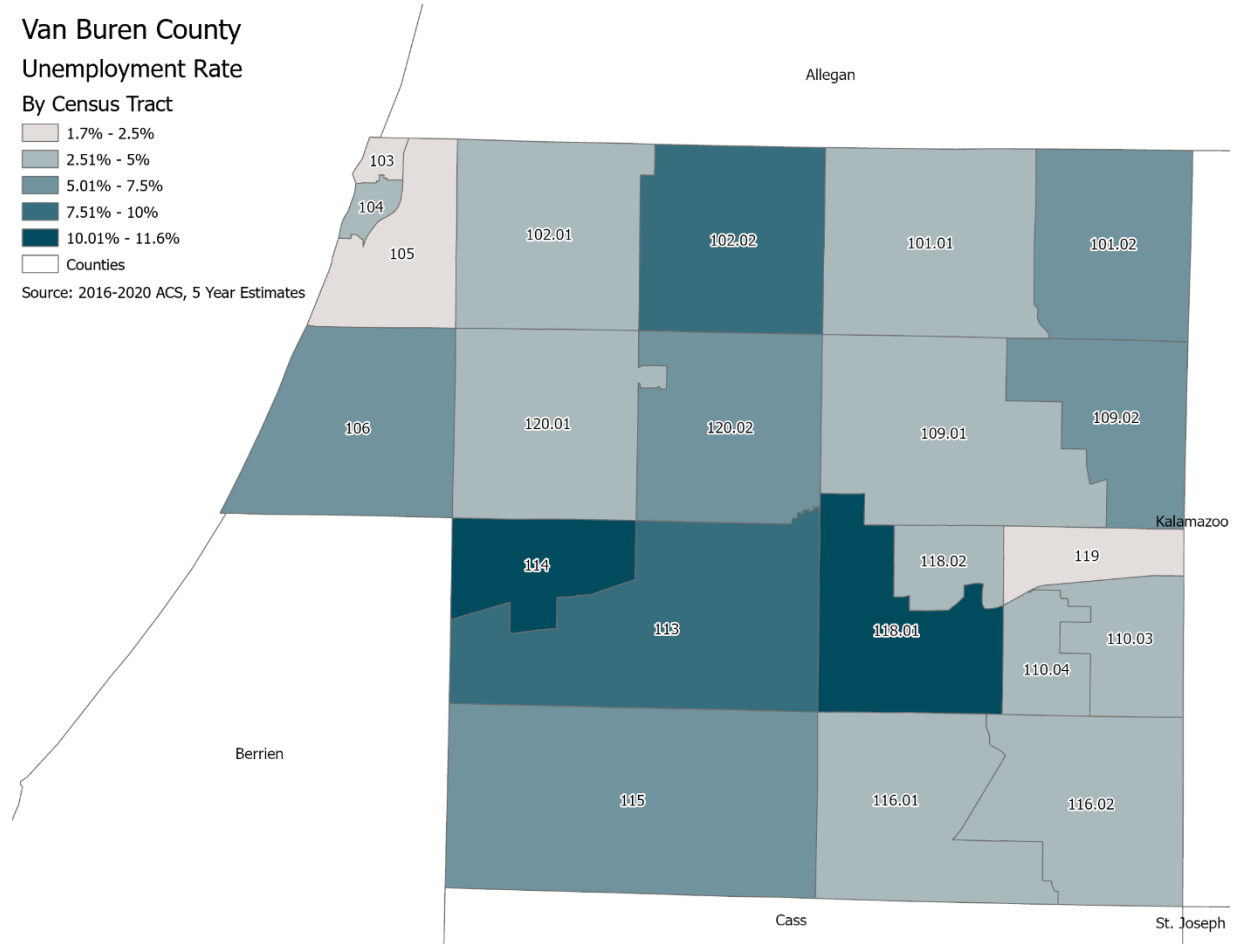 Van Buren County
Unemployment Rate
By Census Tract
1.7% - 2.5%
2.51% - 5%
5.01% - 7.5%
7.51% - 10%
10.01% - 11.6%
Counties
Source: 2016-2020 ACS, 5 Year Estimates
Allegan
103
104
105
102.01
102.02
101.01
101.02
106
120.01
120.02
109.01
109.02
Kalamazoo
114
118.02
119
113
118.01
110.03
110.04
Berrien
115
116.01
116.02
Cass
St. Joseph